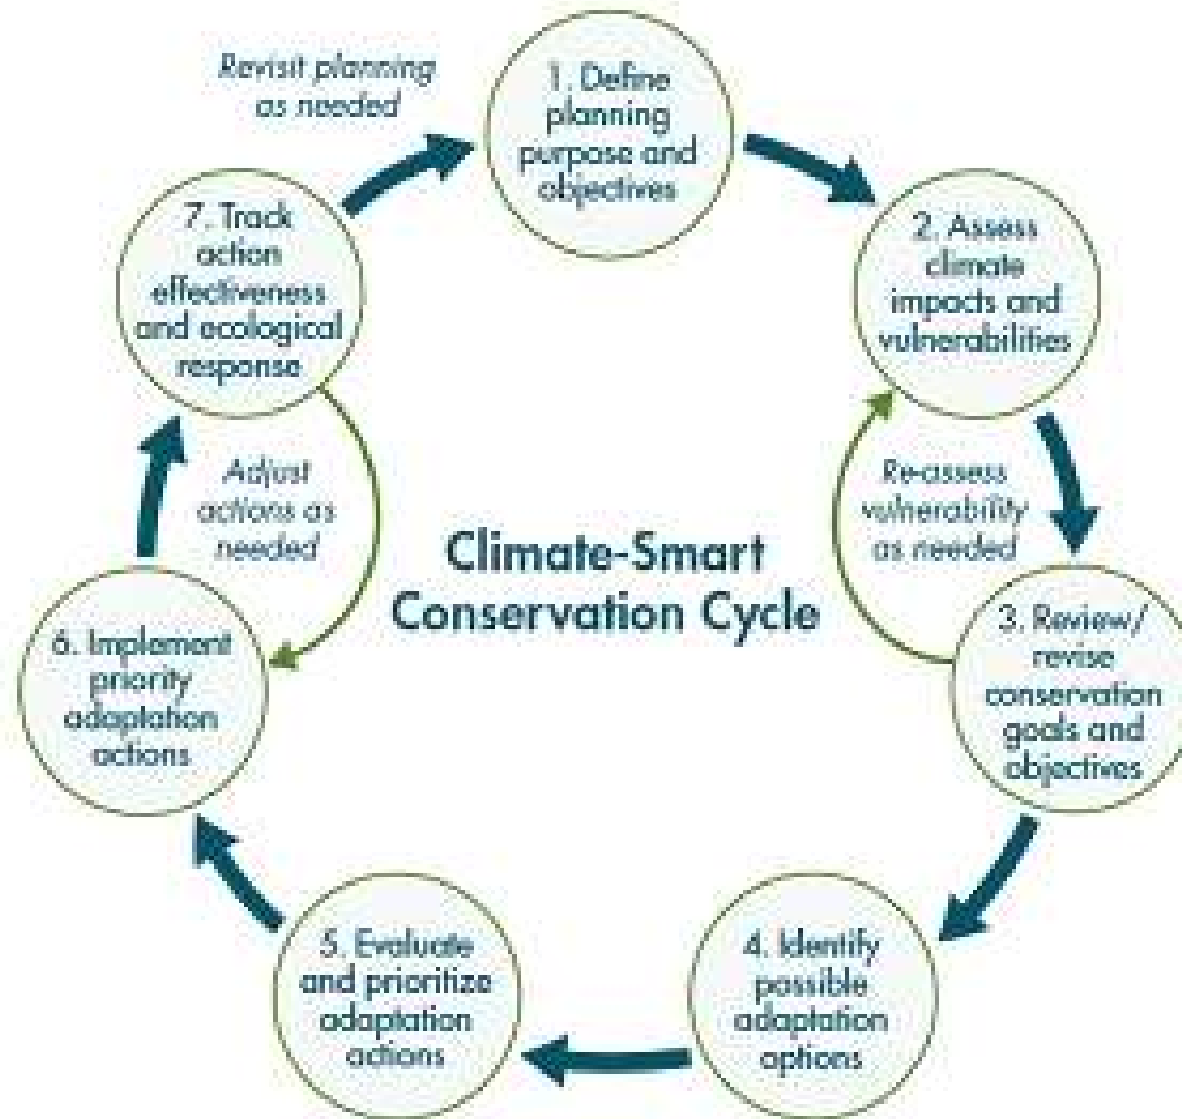 Revisit planning
as needed
1. Define
planning
purpose and
objectives
2. Assess
climate
impacts and
vulnerabilities
Re-assess
vulnerability
as needed
3. Review/
revise
conservation
goals and
objectives
4. Identify
possible
adaptation
options
5. Evaluate
and prioritize
adaptation
actions
6. Implement
priority
adaptation
actions
7. Track
action
effectiveness
and ecological
response
Adjust
actions as
needed
Climate-Smart
Conservation Cycle